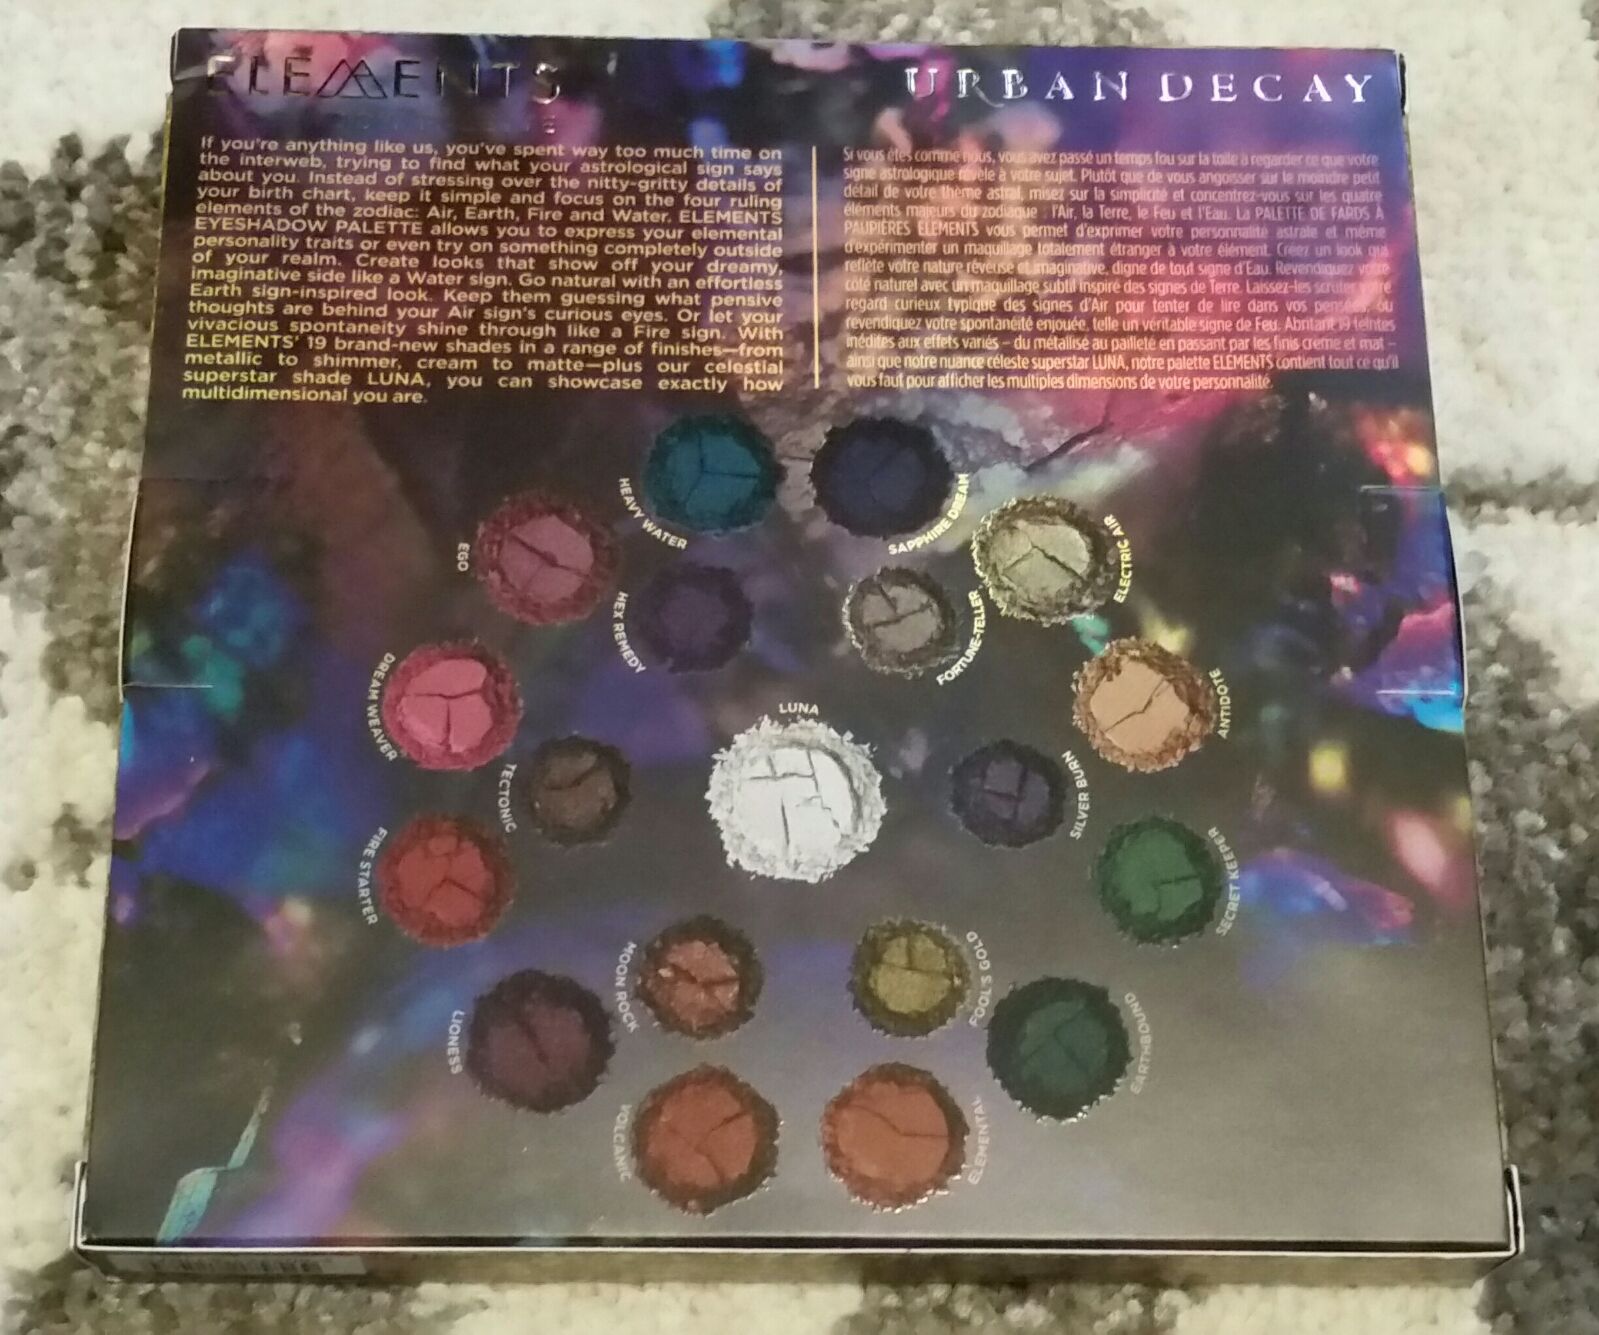 ELEMENTS
URBAN DECAY
If you're anything like us, you've spent way too much time on
the interweb, trying to find what your astrological sign says
about you. Instead of stressing over the nitty-gritty details of
your birth chart, keep it simple and focus on the four ruling
elements of the zodiac: Air, Earth, Fire and Water. ELEMENTS
EYESHADOW PALETTE allows you to express your elemental
personality traits or even try on something completely outside
of your realm. Create looks that show off your dreamy,
imaginative side like a Water sign. Go natural with an effortless
Earth sign-inspired look. Keep them guessing what pensive
thoughts are behind your Air sign's curious eyes. Or let your
vivacious spontaneity shine through like a Fire sign. With
ELEMENTS' 19 brand-new shades in a range of finishes—from
metallic to shimmer, cream to matte—plus our celestial
superstar shade LUNA, you can showcase exactly how
multidimensional you are.
Si vous êtes comme nous, vous avez passé un temps fou sur la toile à regarder ce que votre
signe astrologique révèle à votre sujet. Plutôt que de vous angoisser sur le moindre petit
détail de votre thème astral, misez sur la simplicité et concentrez-vous sur les quatre
éléments majeurs du zodiaque : l'Air, la Terre, le Feu et l'Eau. La PALETTE DE FARDS À
PAUPIÈRES ELEMENTS vous permet d'exprimer votre personnalité astrale et même
d'expérimenter un maquillage totalement étranger à votre élément. Créez un look qui
reflète votre nature rêveuse et imaginative, digne de tout signe d'Eau. Revendiquez votre
côté naturel avec un maquillage subtil inspiré des signes de Terre. Laissez-les scruter votre
regard curieux typique des signes d'Air pour tenter de lire dans vos pensées, ou
revendiquez votre spontanéité enjouée, telle un véritable signe de Feu. Abritant 19 teintes
inédites aux effets variés – du métallisé au pailleté en passant par les finis crème et mat –
ainsi que notre nuance céleste superstar LUNA, notre palette ELEMENTS contient tout ce qu'il
vous faut pour afficher les multiples dimensions de votre personnalité.
HEAVY WATER
SAPPHIRE DREAM
EGO
ELECTRIC AIR
HEX REMEDY
FORTUNE-TELLER
DREAM WEAVER
ANTIDOTE
LUNA
TECTONIC
SILVER BURN
FIRE STARTER
SECRET KEEPER
MOON ROCK
FOOL'S GOLD
LIONESS
EARTHBOUND
VOLCANIC
ELEMENTAL